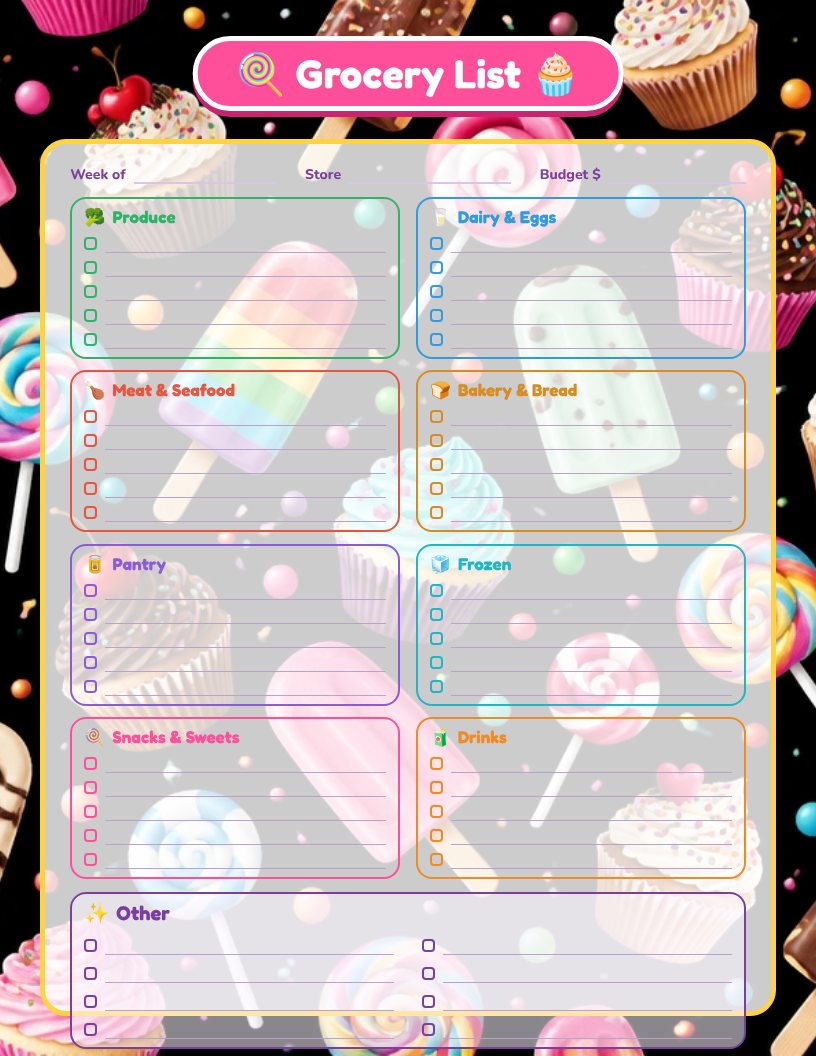 Grocery List
Week of Store Budget $
Produce
Dairy & Eggs
Meat & Seafood
Bakery & Bread
Pantry
Frozen
Snacks & Sweets
Drinks
Other